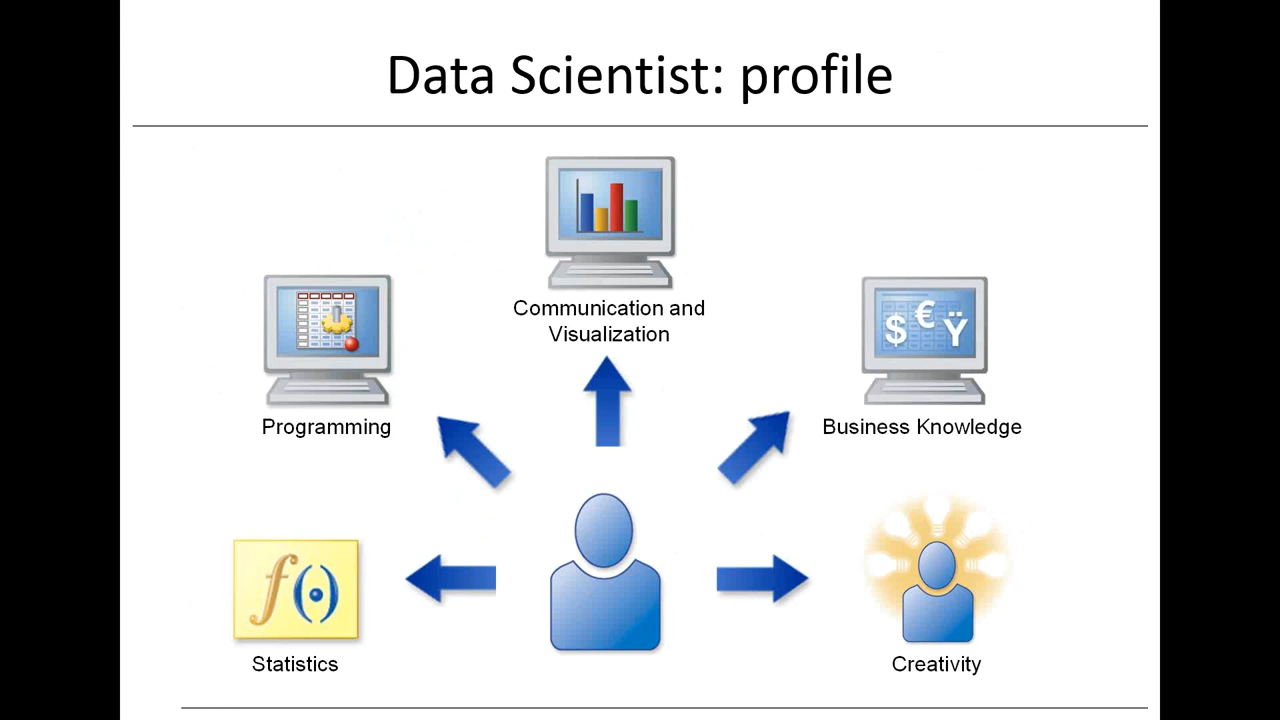 Data Scientist: profile
Communication and
Visualization
$ € Ÿ
Programming
Business Knowledge
f(·)
Statistics
Creativity